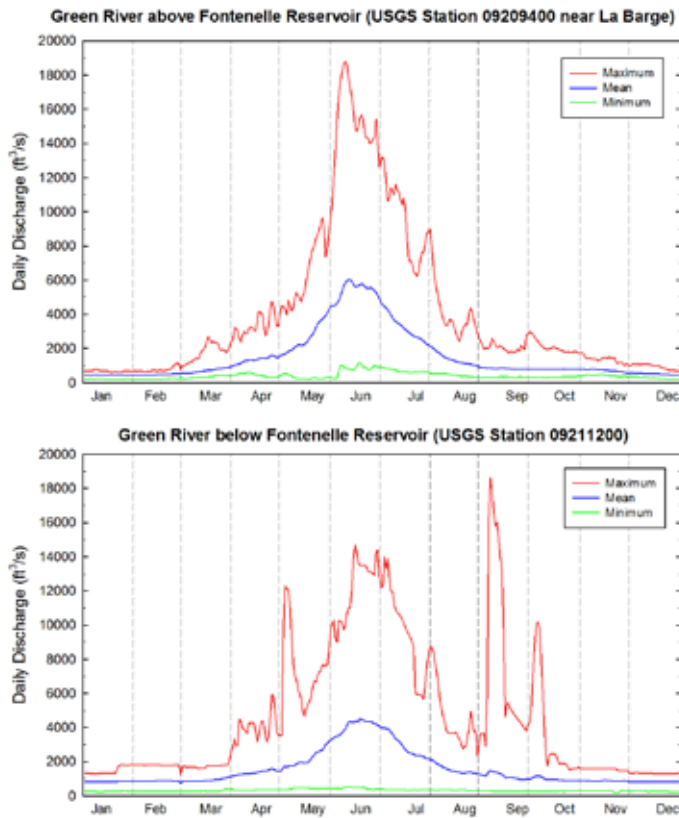 Green River above Fontenelle Reservoir (USGS Station 09209400 near La Barge)
20000
18000
16000
14000
12000
10000
8000
6000
4000
2000
0
Daily Discharge (ft³/s)
Maximum
Mean
Minimum
Jan Feb Mar Apr May Jun Jul Aug Sep Oct Nov Dec
Green River below Fontenelle Reservoir (USGS Station 09211200)
20000
18000
16000
14000
12000
10000
8000
6000
4000
2000
0
Daily Discharge (ft³/s)
Maximum
Mean
Minimum
Jan Feb Mar Apr May Jun Jul Aug Sep Oct Nov Dec